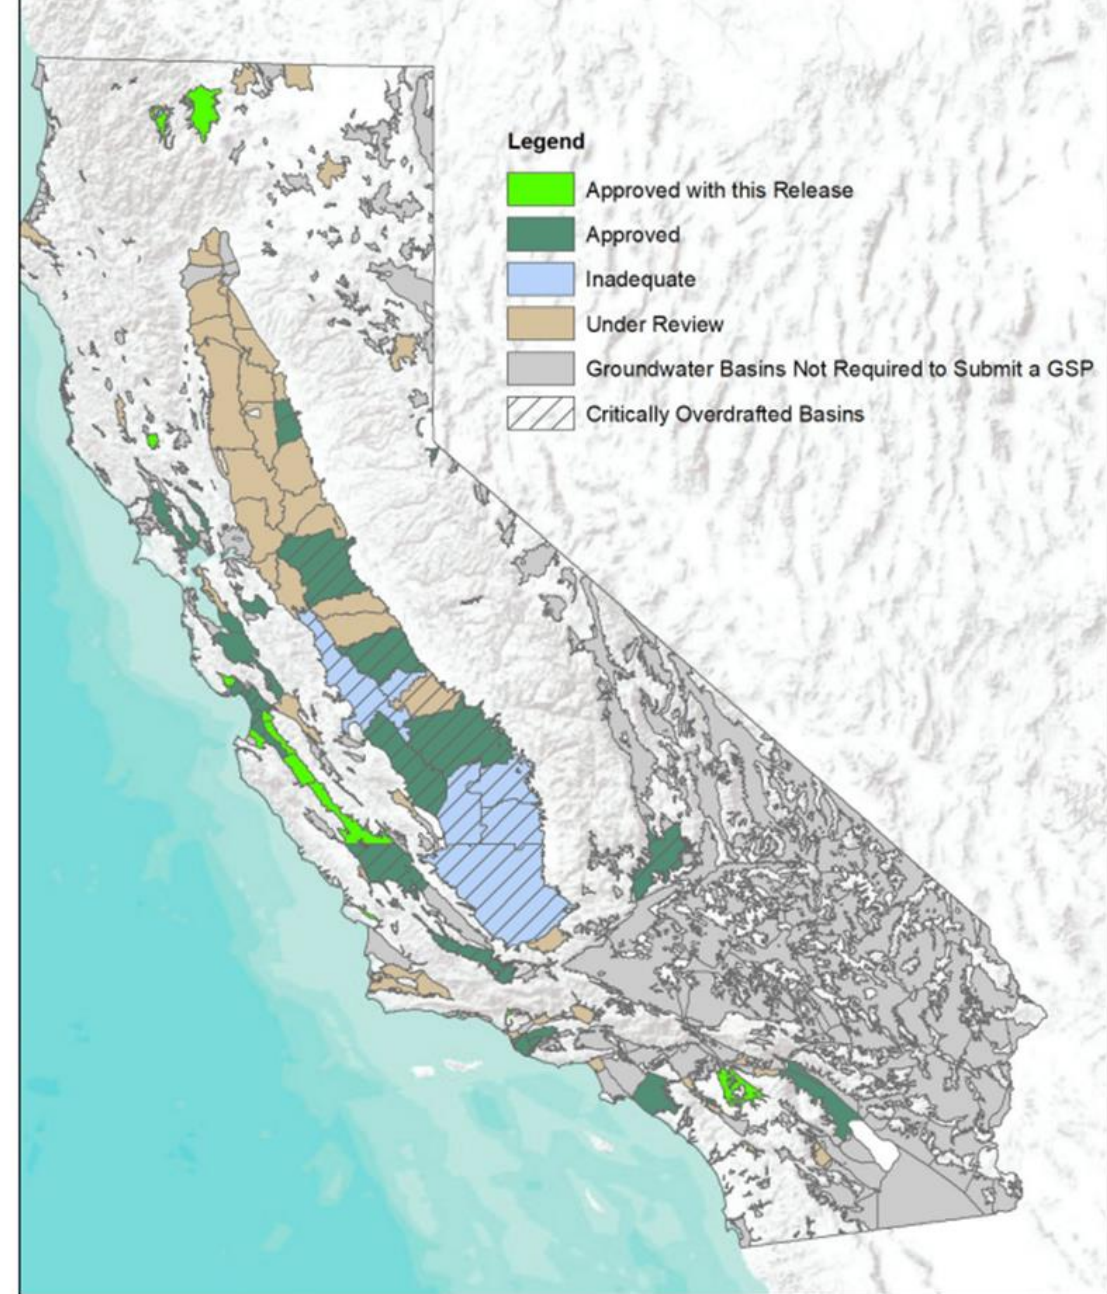 Legend
Approved with this Release
Approved
Inadequate
Under Review
Groundwater Basins Not Required to Submit a GSP
Critically Overdrafted Basins